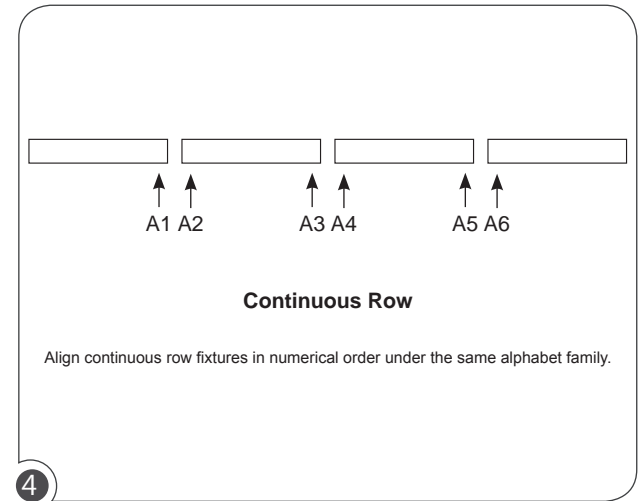 A1 A2 A3 A4 A5 A6
Continuous Row
Align continuous row fixtures in numerical order under the same alphabet family.
4